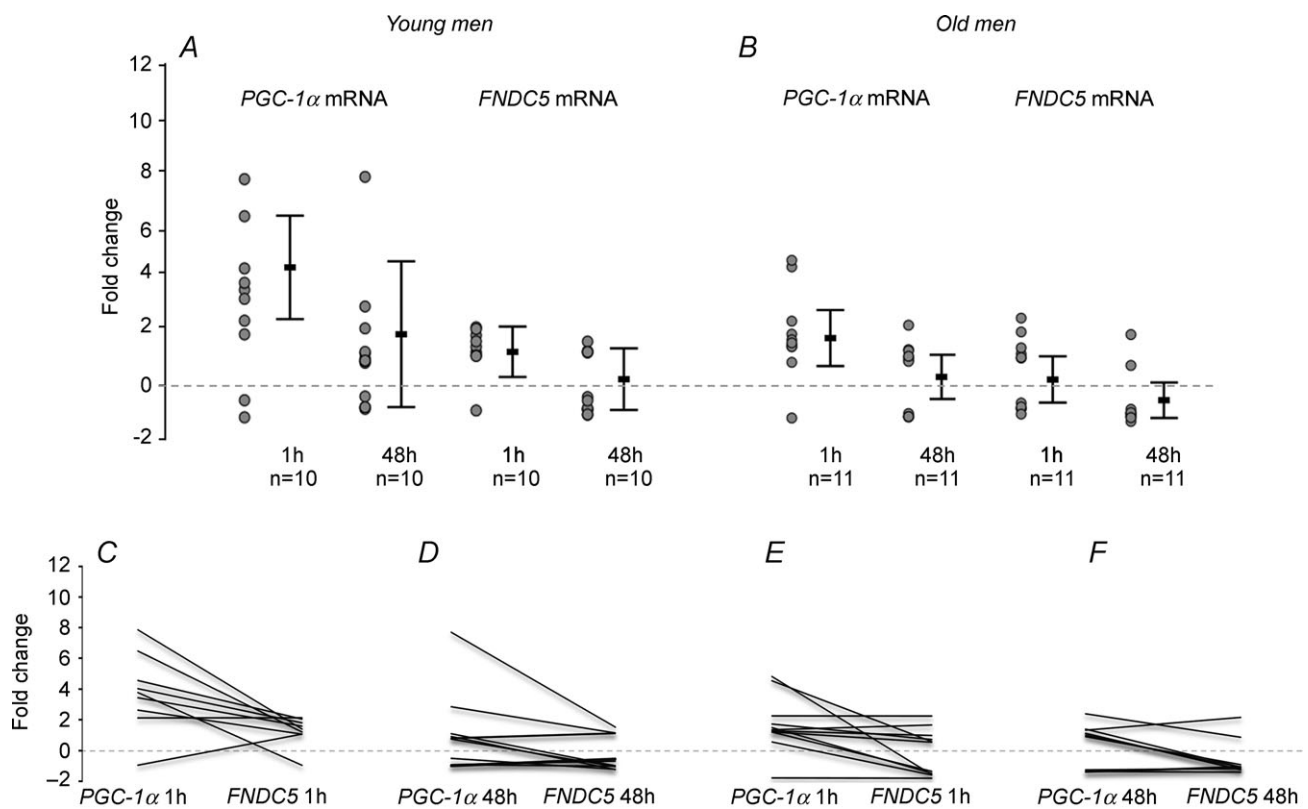 Young men
Old men
A
B
PGC-1α mRNA
FNDC5 mRNA
PGC-1α mRNA
FNDC5 mRNA
Fold change
12
10
8
6
4
2
0
-2
1h
n=10
48h
n=10
1h
n=10
48h
n=10
1h
n=11
48h
n=11
1h
n=11
48h
n=11
C
D
E
F
Fold change
12
10
8
6
4
2
0
–2
PGC-1α 1h
FNDC5 1h
PGC-1α 48h
FNDC5 48h
PGC-1α 1h
FNDC5 1h
PGC-1α 48h
FNDC5 48h